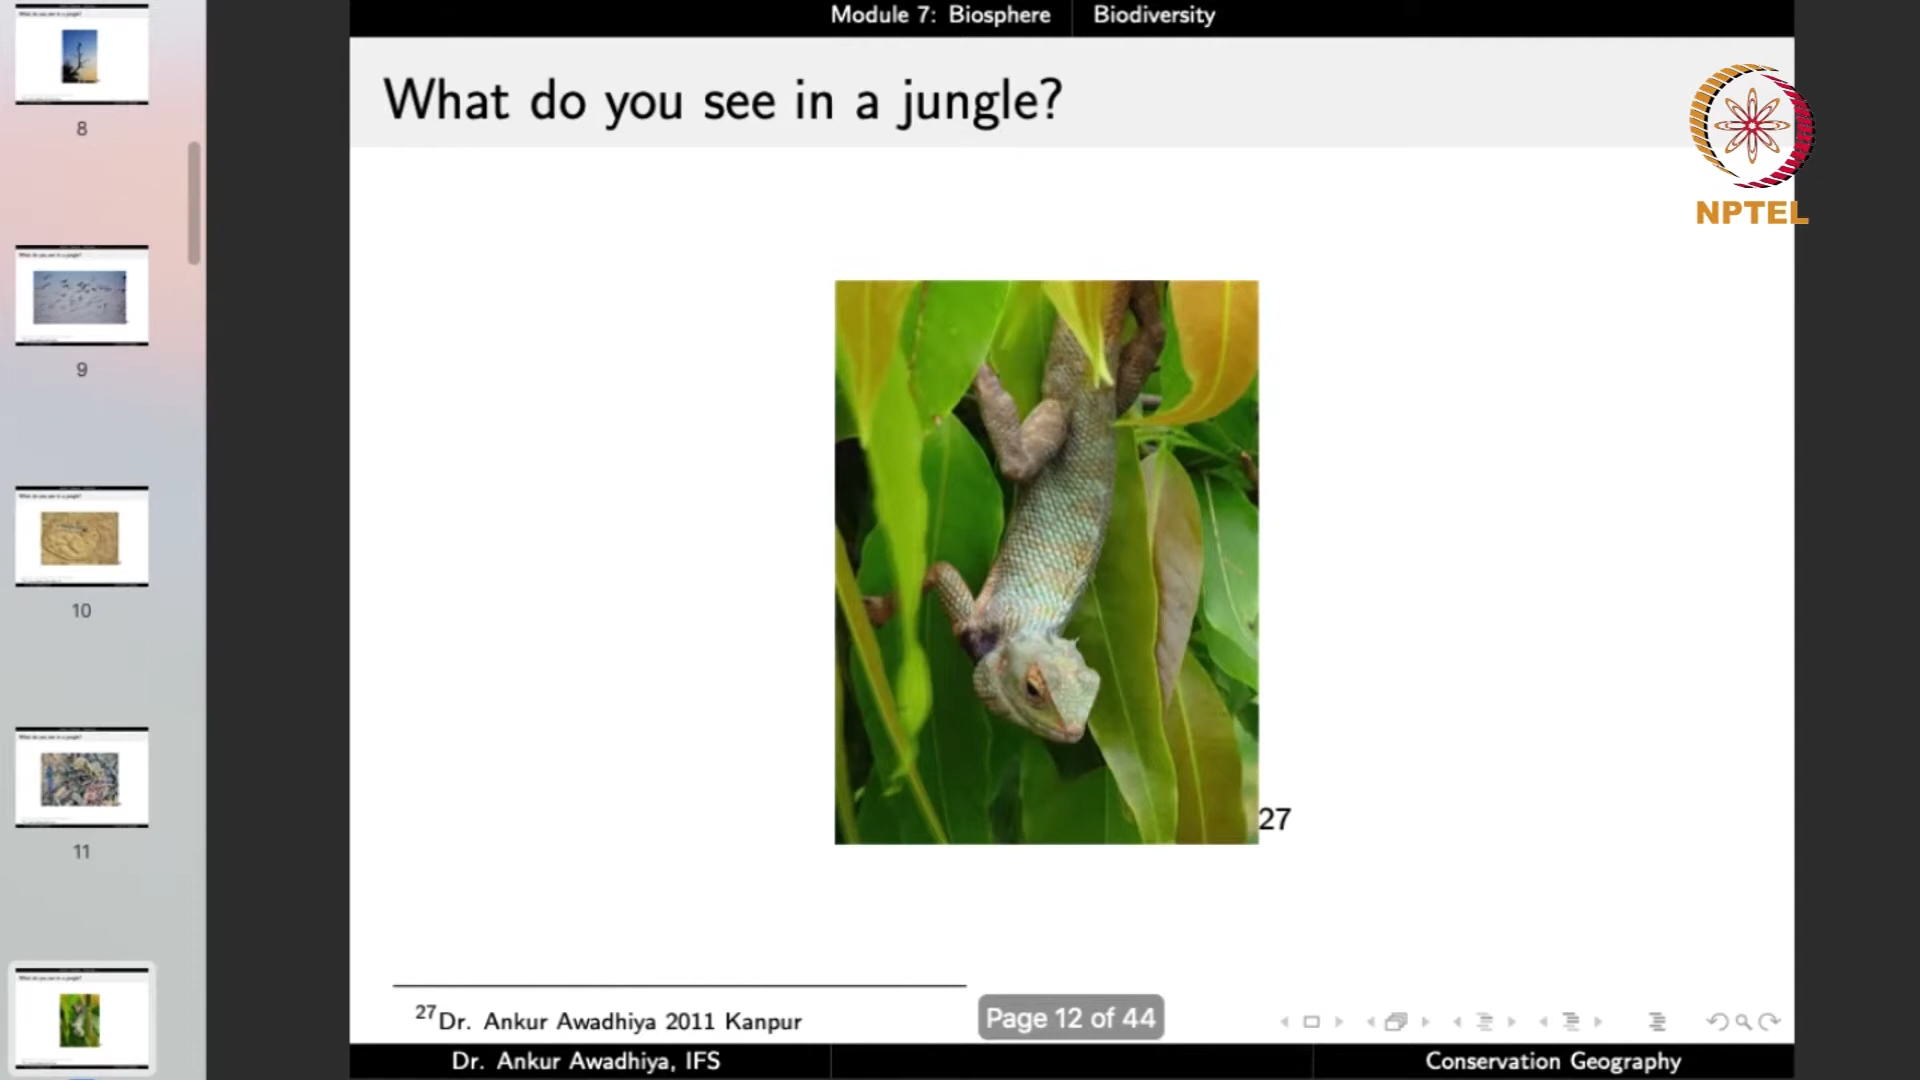 Module 7: Biosphere Biodiversity
What do you see in a jungle?
NPTEL
8
9
10
11
27
27Dr. Ankur Awadhiya 2011 Kanpur
Page 12 of 44
Dr. Ankur Awadhiya, IFS Conservation Geography